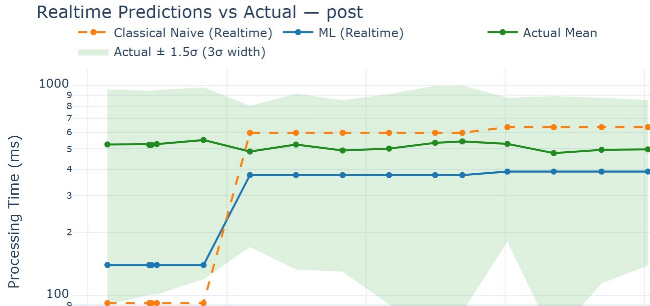 Realtime Predictions vs Actual — post
Classical Naive (Realtime) ML (Realtime) Actual Mean
Actual ± 1.5σ (3σ width)
1000
9
8
7
6
5
4
3
2
100
9
Processing Time (ms)